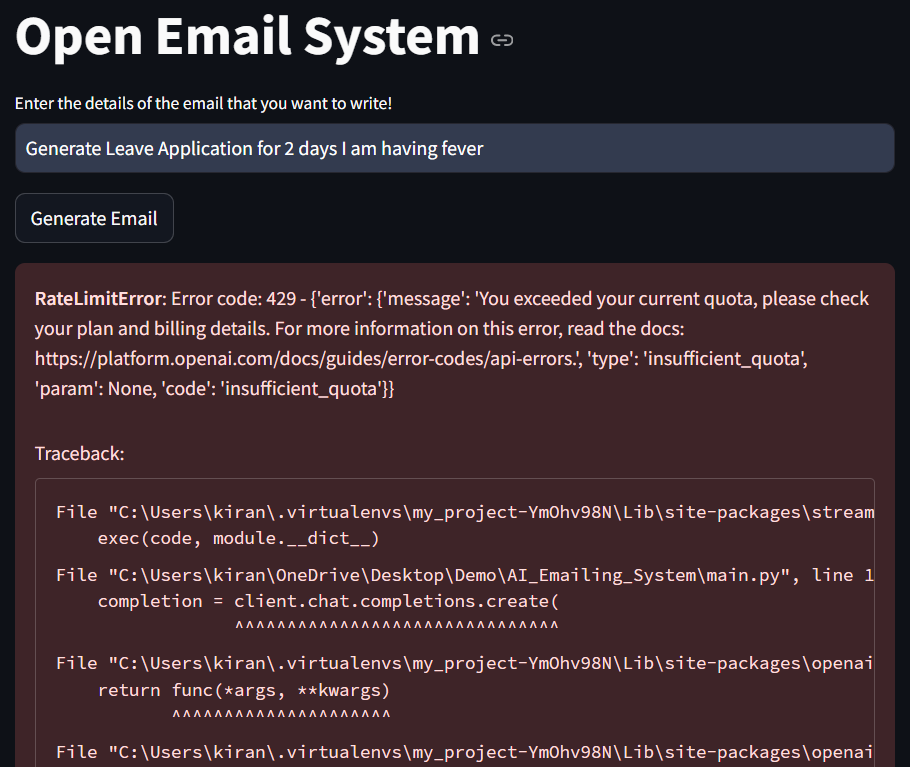 Open Email System
Enter the details of the email that you want to write!
Generate Leave Application for 2 days I am having fever
Generate Email
RateLimitError: Error code: 429 - {'error': {'message': 'You exceeded your current quota, please check
your plan and billing details. For more information on this error, read the docs:
https://platform.openai.com/docs/guides/error-codes/api-errors.', 'type': 'insufficient_quota',
'param': None, 'code': 'insufficient_quota'}}
Traceback:
File "C:\Users\kiran\.virtualenvs\my_project-YmOhv98N\Lib\site-packages\stream
exec(code, module.__dict__)
File "C:\Users\kiran\OneDrive\Desktop\Demo\AI_Emailing_System\main.py", line 1
completion = client.chat.completions.create(
^^^^^^^^^^^^^^^^^^^^^^^^^^^^^^^
File "C:\Users\kiran\.virtualenvs\my_project-YmOhv98N\Lib\site-packages\openai
return func(*args, **kwargs)
^^^^^^^^^^^^^^^^^^^^^
File "C:\Users\kiran\.virtualenvs\my_project-YmOhv98N\Lib\site-packages\openai